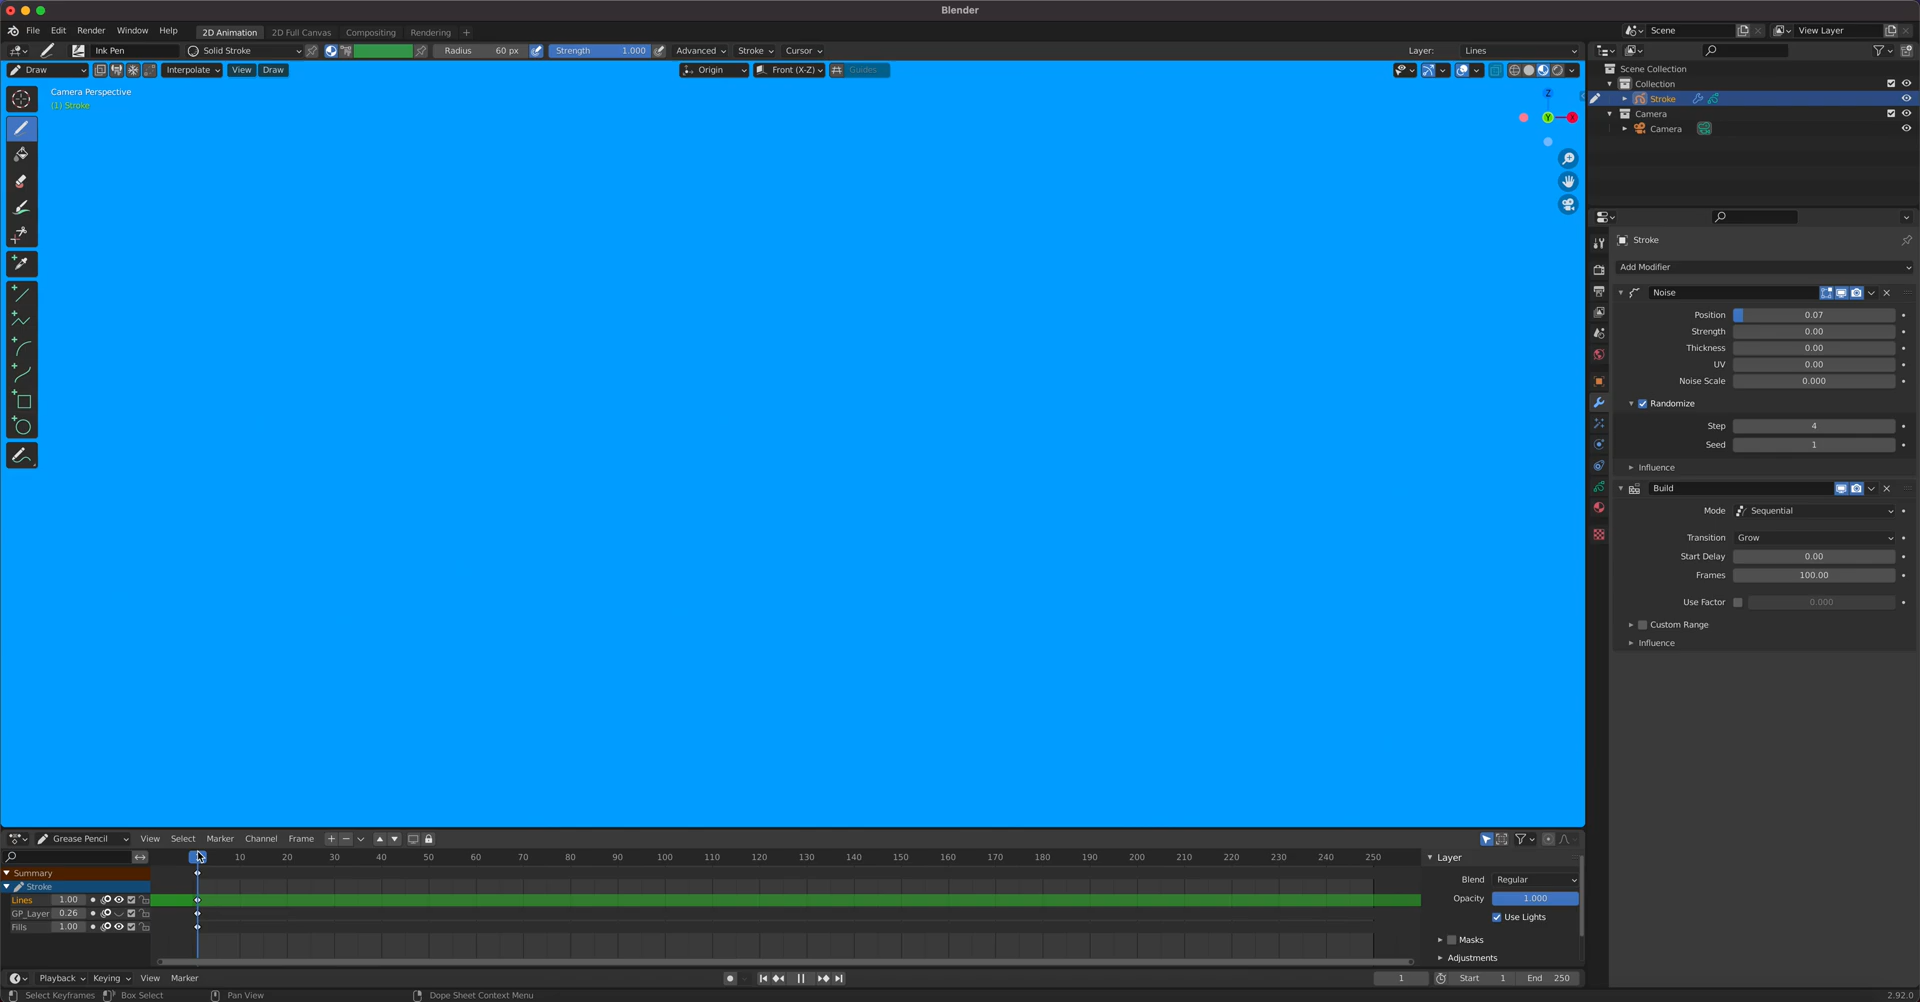 Blender
File Edit Render Window Help 2D Animation 2D Full Canvas Compositing Rendering + Scene View Layer
Ink Pen Solid Stroke Radius 60 px Strength 1.000 Advanced Stroke Cursor Layer: Lines
Draw Interpolate View Draw Origin Front (X-Z) Guides
Camera Perspective
(1) Stroke
Z
Y X
Scene Collection
Collection
Stroke
Camera
Camera
Stroke
Add Modifier
Noise
Position 0.07
Strength 0.00
Thickness 0.00
UV 0.00
Noise Scale 0.000
Randomize
Step 4
Seed 1
Influence
Build
Mode Sequential
Transition Grow
Start Delay 0.00
Frames 100.00
Use Factor 0.000
Custom Range
Influence
Grease Pencil View Select Marker Channel Frame
10 20 30 40 50 60 70 80 90 100 110 120 130 140 150 160 170 180 190 200 210 220 230 240 250
Summary
Stroke
Lines 1.00
GP_Layer 0.26
Fills 1.00
Layer
Blend Regular
Opacity 1.000
Use Lights
Masks
Adjustments
Playback Keying View Marker 1 Start 1 End 250
Select Keyframes Box Select Pan View Dope Sheet Context Menu 2.92.0